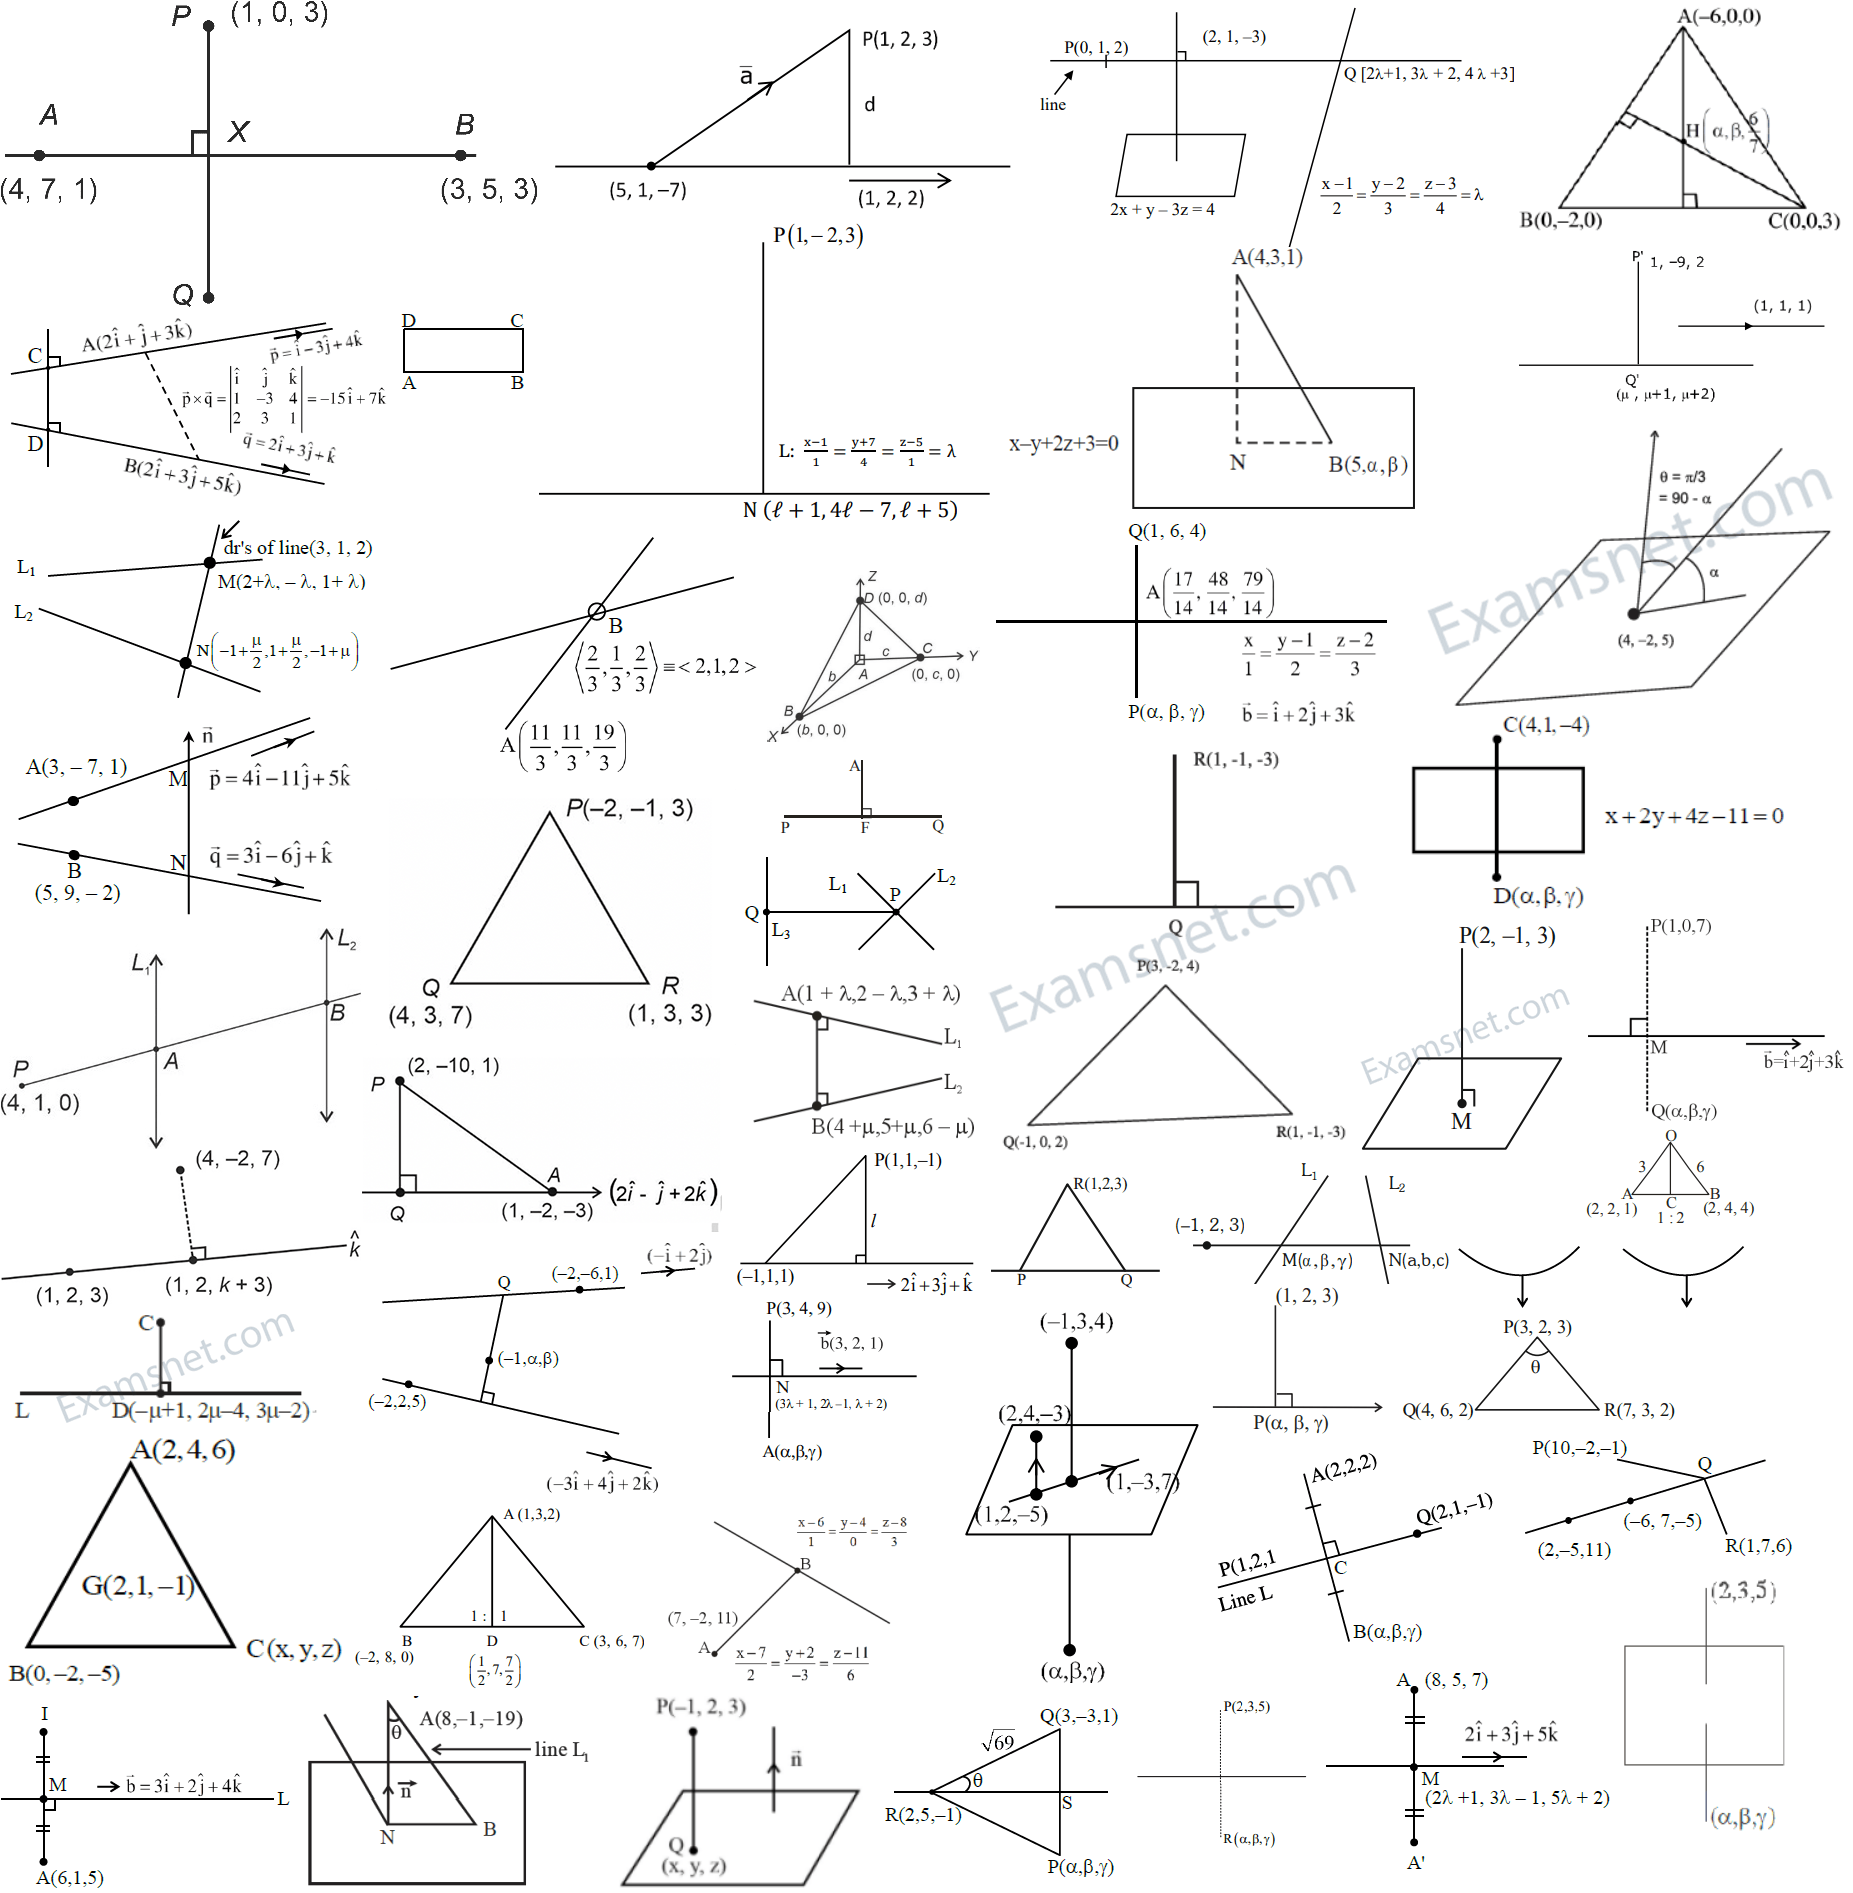 P (1, 0, 3)
A
X
B
(4, 7, 1)
(3, 5, 3)
Q
P(1, 2, 3)
a̅
d
(5, 1, –7)
(1, 2, 2)
P(0, 1, 2)
(2, 1, –3)
line
Q [2λ+1, 3λ + 2, 4 λ +3]
2x + y – 3z = 4
(x–1)/2 = (y–2)/3 = (z–3)/4 = λ
A(–6,0,0)
H(α, β, 6/7)
B(0,–2,0)
C(0,0,3)
C
A(2î + ĵ + 3k̂)
p⃗ = î – 3ĵ + 4k̂
p⃗ × q⃗ = |î ĵ k̂; 1 –3 4; 2 3 1| = –15î + 7k̂
D
q⃗ = 2î + 3ĵ + k̂
B(2î + 3ĵ + 5k̂)
D C
A B
P(1, – 2, 3)
L: (x–1)/1 = (y+7)/4 = (z–5)/1 = λ
N (ℓ + 1, 4ℓ − 7, ℓ + 5)
A(4,3,1)
x–y+2z+3=0
N
B(5,α,β)
P' 1, –9, 2
(1, 1, 1)
Q'
(μ , μ+1, μ+2)
dr's of line(3, 1, 2)
L₁
M(2+λ, – λ, 1+ λ)
L₂
N(–1+μ/2, 1+μ/2, –1+μ)
B
⟨2/3, 1/3, 2/3⟩ ≡ < 2,1,2 >
A(11/3, 11/3, 19/3)
Z
D (0, 0, d)
d
c
C
Y
b
A
(0, c, 0)
B
X
(b, 0, 0)
Q(1, 6, 4)
A(17/14, 48/14, 79/14)
x/1 = (y–1)/2 = (z–2)/3
P(α, β, γ)
b⃗ = î + 2ĵ + 3k̂
θ = π/3
= 90 - α
α
(4, -2, 5)
Examsnet.com
n⃗
A(3, – 7, 1)
M
p⃗ = 4î – 11ĵ + 5k̂
N
q⃗ = 3î – 6ĵ + k̂
B
(5, 9, – 2)
P(–2, –1, 3)
Q
R
(4, 3, 7)
(1, 3, 3)
A
P F Q
L₁
L₂
P
Q
L₃
R(1, -1, -3)
Q
Examsnet.com
C(4,1,–4)
x+2y+4z–11=0
D(α,β,γ)
L₁
L₂
B
A
P
(4, 1, 0)
P
(2, –10, 1)
A
Q
(1, –2, –3)
(2î - ĵ + 2k̂)
A(1 + λ,2 – λ,3 + λ)
L₁
L₂
B(4 +μ,5+μ,6 – μ)
P(3, -2, 4)
Q(-1, 0, 2)
R(1, -1, -3)
P(2, –1, 3)
M
Examsnet.com
P(1,0,7)
M
b⃗=î+2ĵ+3k̂
Q(α,β,γ)
(4, –2, 7)
k̂
(1, 2, 3)
(1, 2, k + 3)
(–î + 2ĵ)
Q
(–2,–6,1)
(–1,α,β)
(–2,2,5)
(–3î + 4ĵ + 2k̂)
P(1,1,–1)
l
(–1,1,1)
2î+3ĵ+k̂
R(1,2,3)
P Q
L₁
L₂
(–1, 2, 3)
M(α,β,γ)
N(a,b,c)
O
3 6
A C B
(2, 2, 1)
1 : 2
(2, 4, 4)
C
L
D(–μ+1, 2μ–4, 3μ–2)
Examsnet.com
P(3, 4, 9)
b⃗(3, 2, 1)
N
(3λ + 1, 2λ –1, λ + 2)
A(α,β,γ)
(–1,3,4)
(2,4,–3)
(1,–3,7)
(1,2,–5)
(α,β,γ)
(1, 2, 3)
P(α, β, γ)
P(3, 2, 3)
θ
Q(4, 6, 2)
R(7, 3, 2)
A(2, 4, 6)
G(2,1,–1)
B(0,–2,–5)
C(x, y, z)
A (1,3,2)
1 : 1
B D C (3, 6, 7)
(–2, 8, 0)
(1/2, 7, 7/2)
(x–6)/1 = (y–4)/0 = (z–8)/3
B
(7, –2, 11)
A
(x–7)/2 = (y+2)/–3 = (z–11)/6
A(2,2,2)
Q(2,1,–1)
P(1,2,1
C
Line L
B(α,β,γ)
P(10,–2,–1)
Q
(–6, 7,–5)
(2,–5,11)
R(1,7,6)
(2,3,5)
(α,β,γ)
I
M
b⃗ = 3î + 2ĵ + 4k̂
L
A(6,1,5)
θ
A(8,–1,–19)
line L₁
n⃗
N
B
P(–1, 2, 3)
n⃗
Q
(x, y, z)
Q(3,–3,1)
√69
θ
R(2,5,–1)
S
P(α,β,γ)
P(2,3,5)
R(α,β,γ)
A (8, 5, 7)
2î + 3ĵ + 5k̂
M
(2λ +1, 3λ – 1, 5λ + 2)
A'